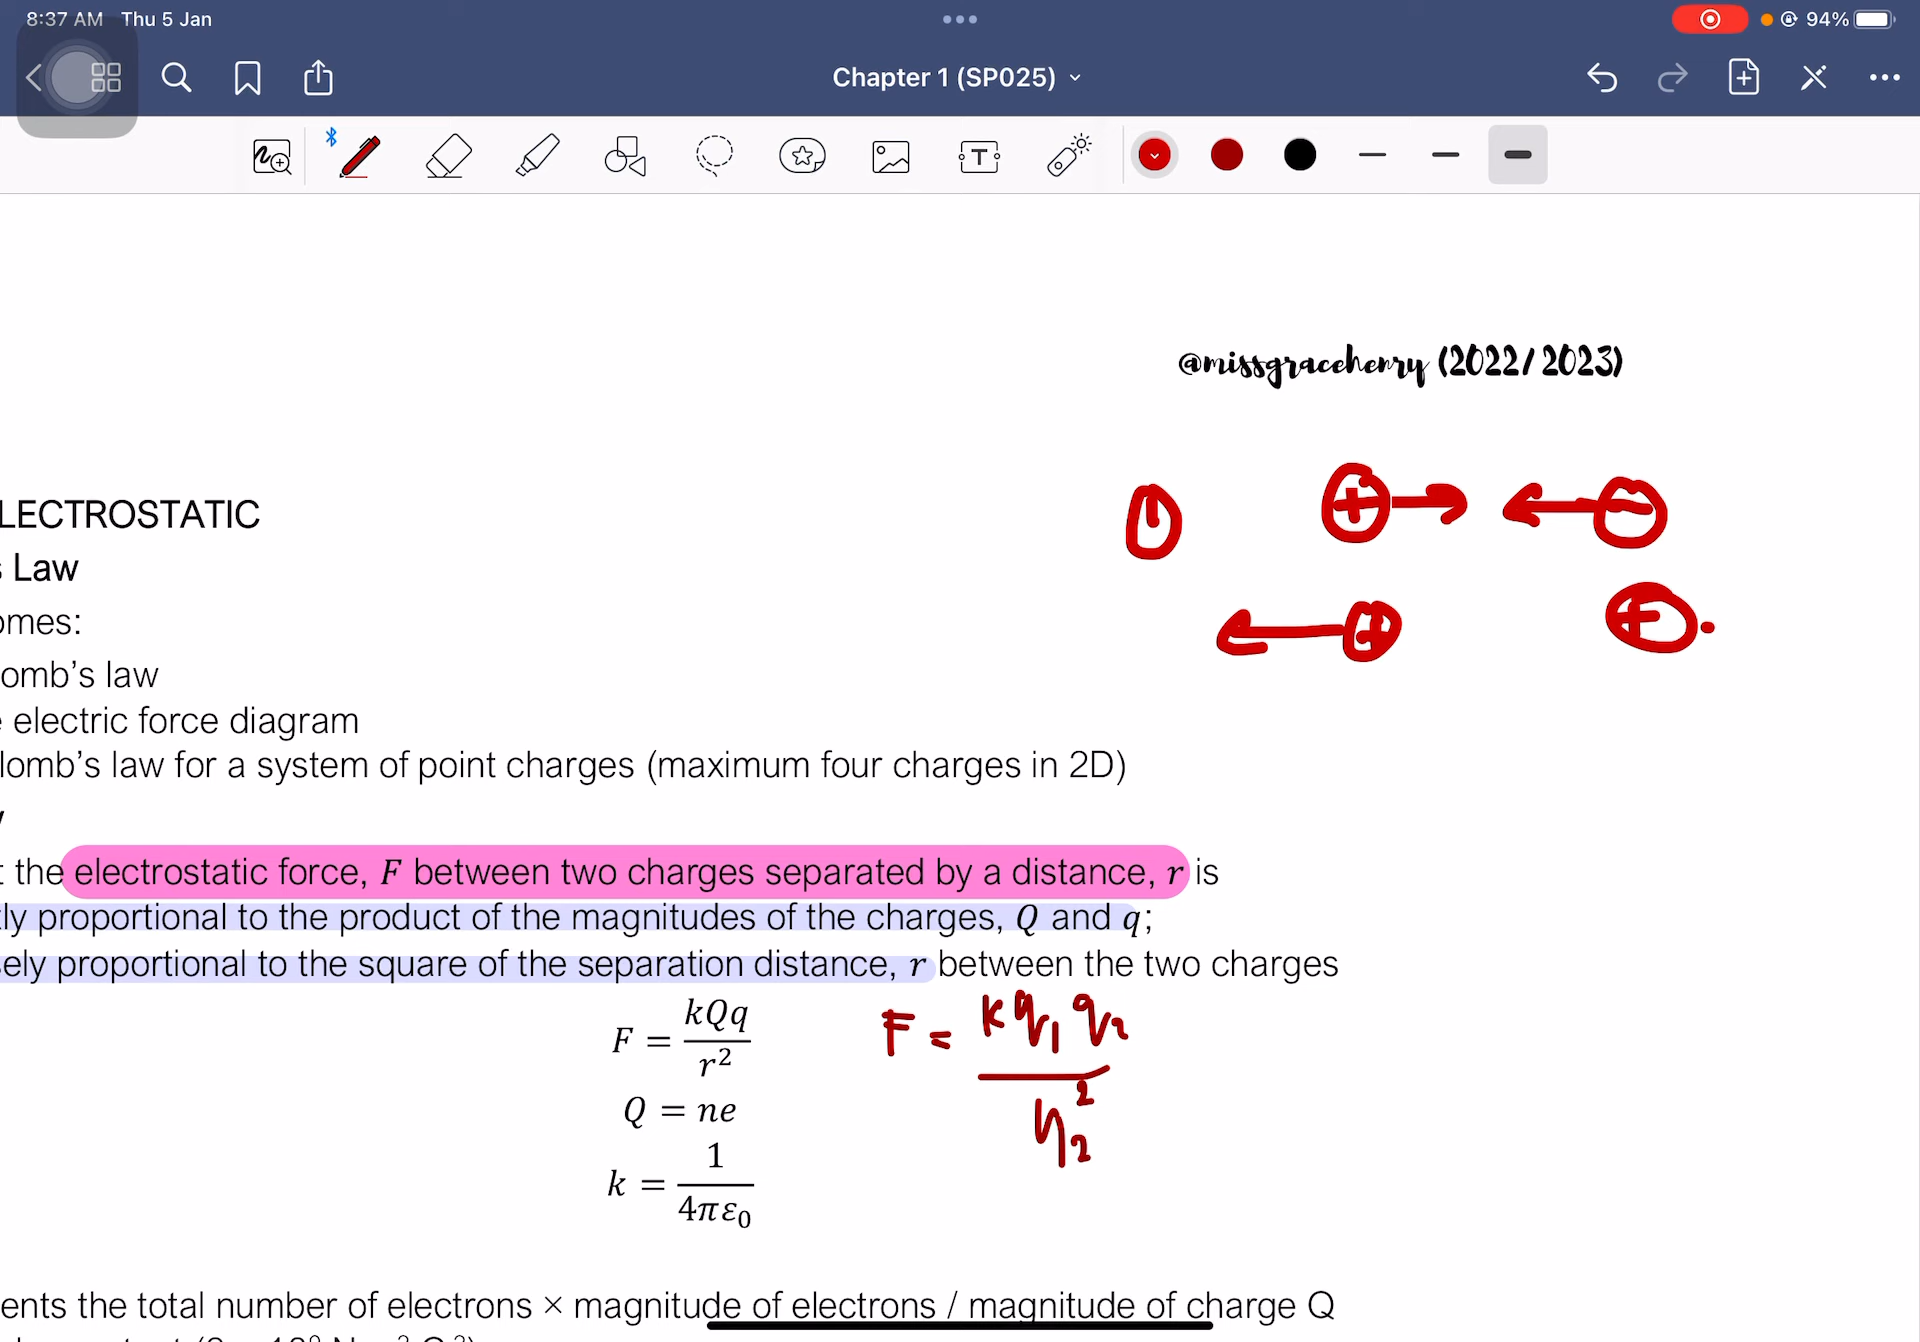 8:37 AM Thu 5 Jan
94%
Chapter 1 (SP025)
@missgracehenry (2022/2023)
1
+ −
+ +
LECTROSTATIC
s Law
omes:
omb's law
e electric force diagram
lomb's law for a system of point charges (maximum four charges in 2D)
t the electrostatic force, F between two charges separated by a distance, r is
tly proportional to the product of the magnitudes of the charges, Q and q;
sely proportional to the square of the separation distance, r between the two charges
F = kQq / r²
F = kq₁q₂ / r₁₂²
Q = ne
k = 1 / 4πε₀
ents the total number of electrons × magnitude of electrons / magnitude of charge Q